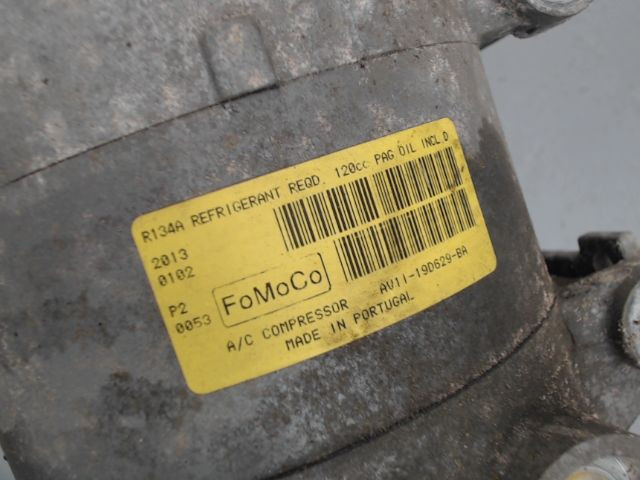 R134A REFRIGERANT REQD. 120cc PAG OIL INCL D
2013
0102
P2
0053
FoMoCo
AV11-19D629-BA
A/C COMPRESSOR
MADE IN PORTUGAL